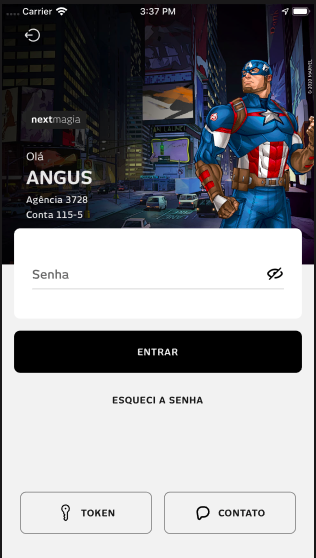 Carrier
3:37 PM
© 2022 MARVEL
nextmagia
Olá
ANGUS
Agência 3728
Conta 115-5
Senha
ENTRAR
ESQUECI A SENHA
TOKEN
CONTATO